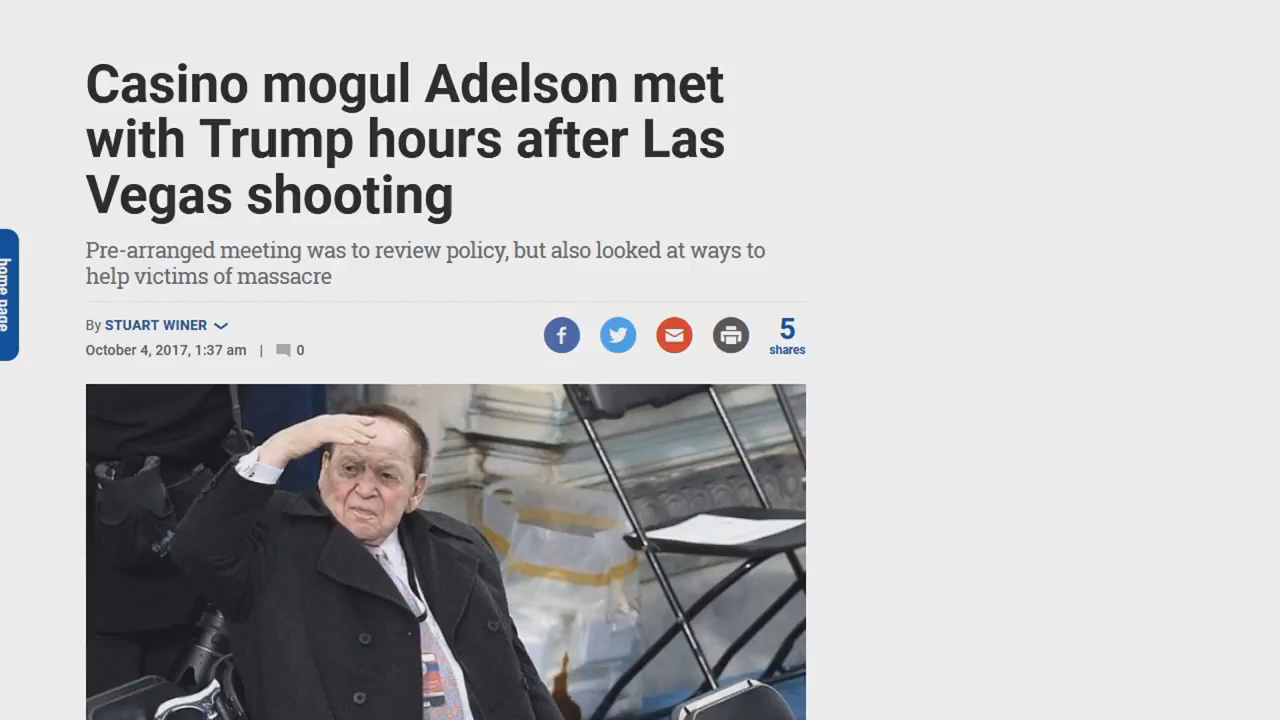 Casino mogul Adelson met
with Trump hours after Las
Vegas shooting
Pre-arranged meeting was to review policy, but also looked at ways to
help victims of massacre
By STUART WINER
October 4, 2017, 1:37 am | 0
5
shares
home page